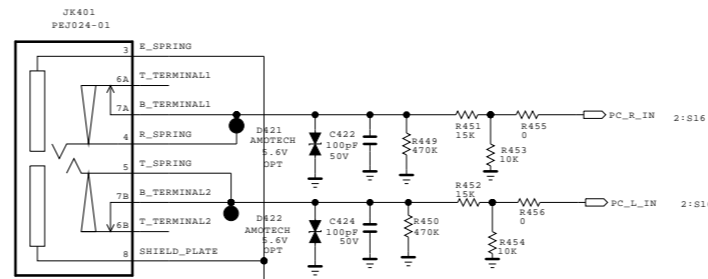 JK401
PEJ024-01
3 E_SPRING
6A T_TERMINAL1
7A B_TERMINAL1
4 R_SPRING
5 T_SPRING
7B B_TERMINAL2
6B T_TERMINAL2
8 SHIELD_PLATE
D421
AMOTECH
5.6V
OPT
C422
100pF
50V
R449
470K
R451
15K
R453
10K
R455
0
PC_R_IN 2:S16
D422
AMOTECH
5.6V
OPT
C424
100pF
50V
R450
470K
R452
15K
R454
10K
R456
0
PC_L_IN 2:S1